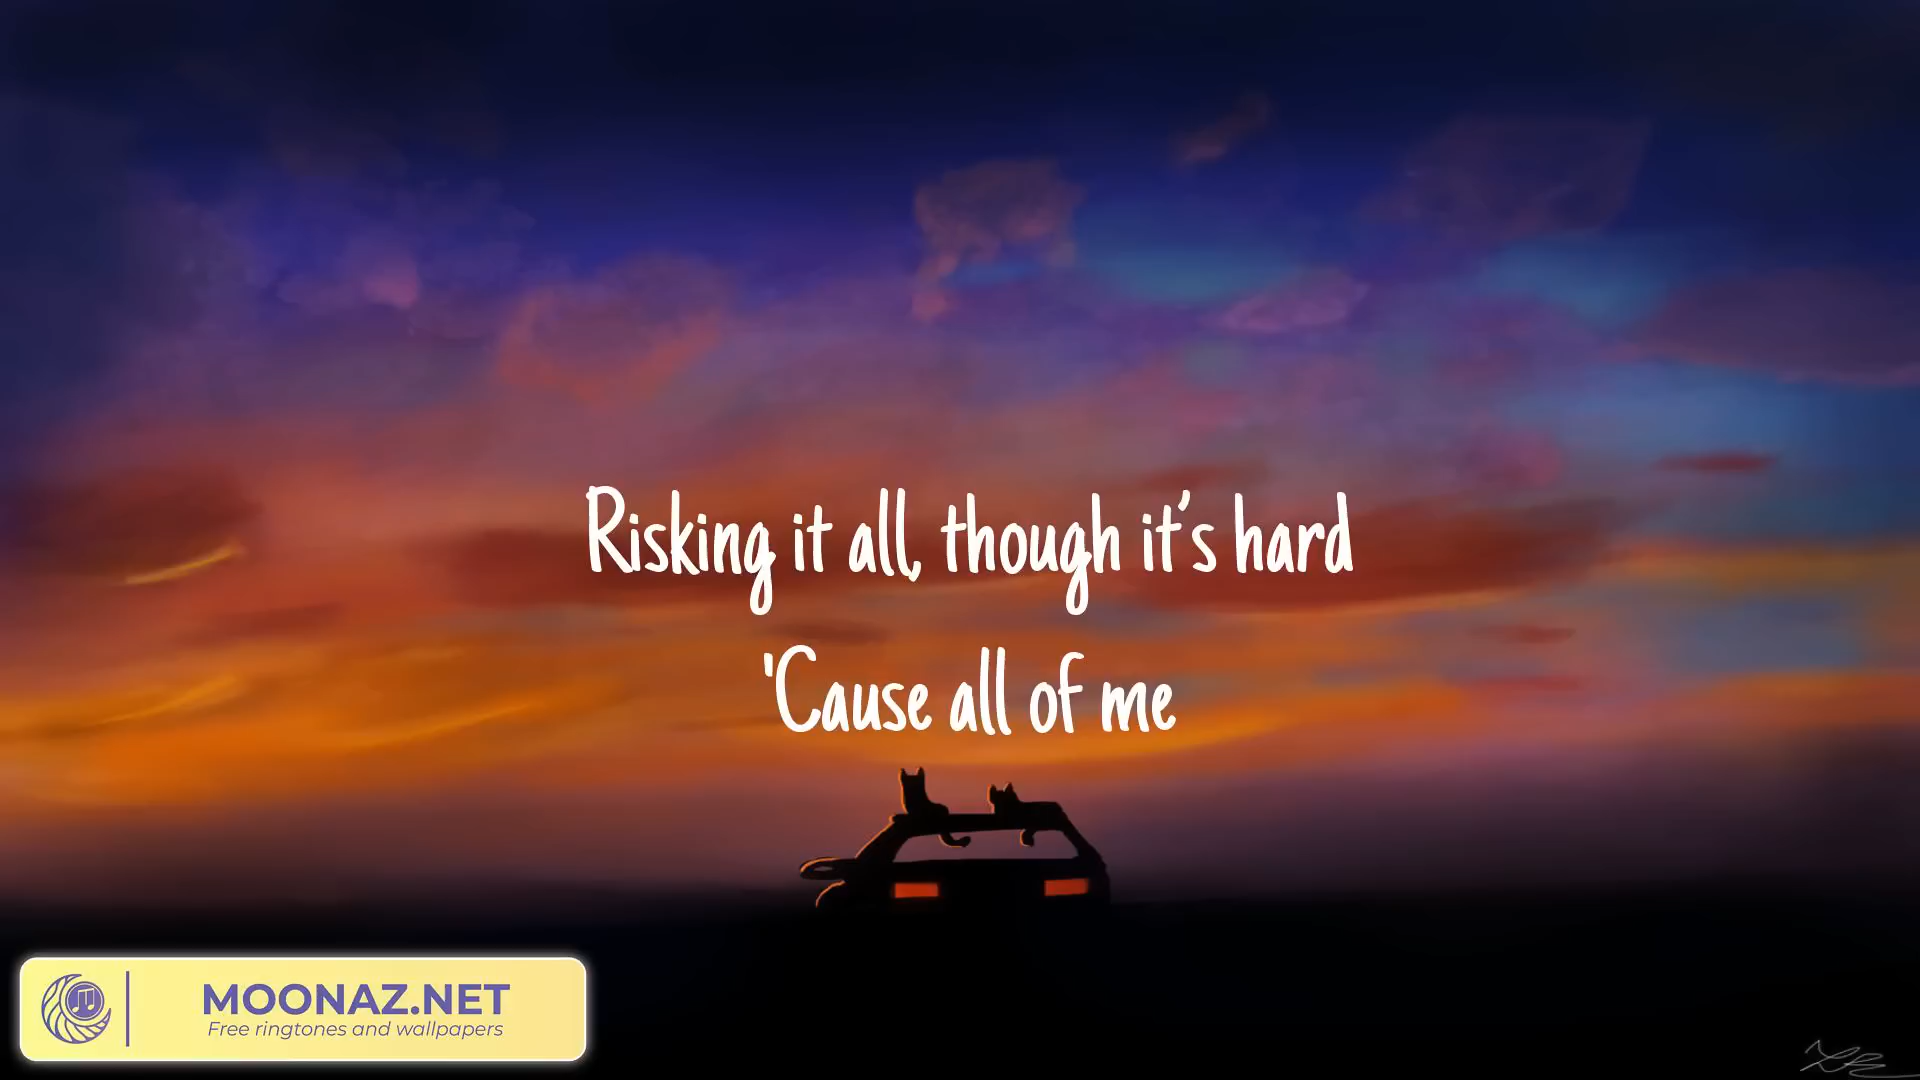 Risking it all, though it's hard
'Cause all of me
MOONAZ.NET
Free ringtones and wallpapers